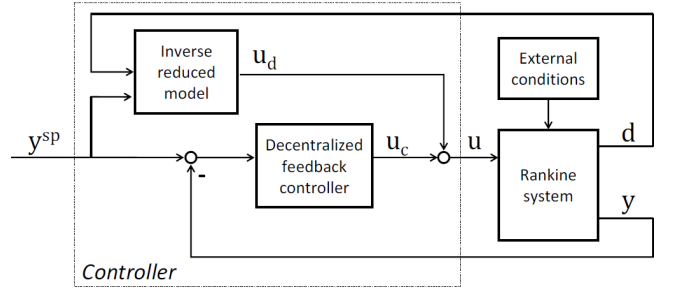 Inverse
reduced
model
u_d
External
conditions
y^sp
-
Decentralized
feedback
controller
u_c
u
Rankine
system
d
y
Controller